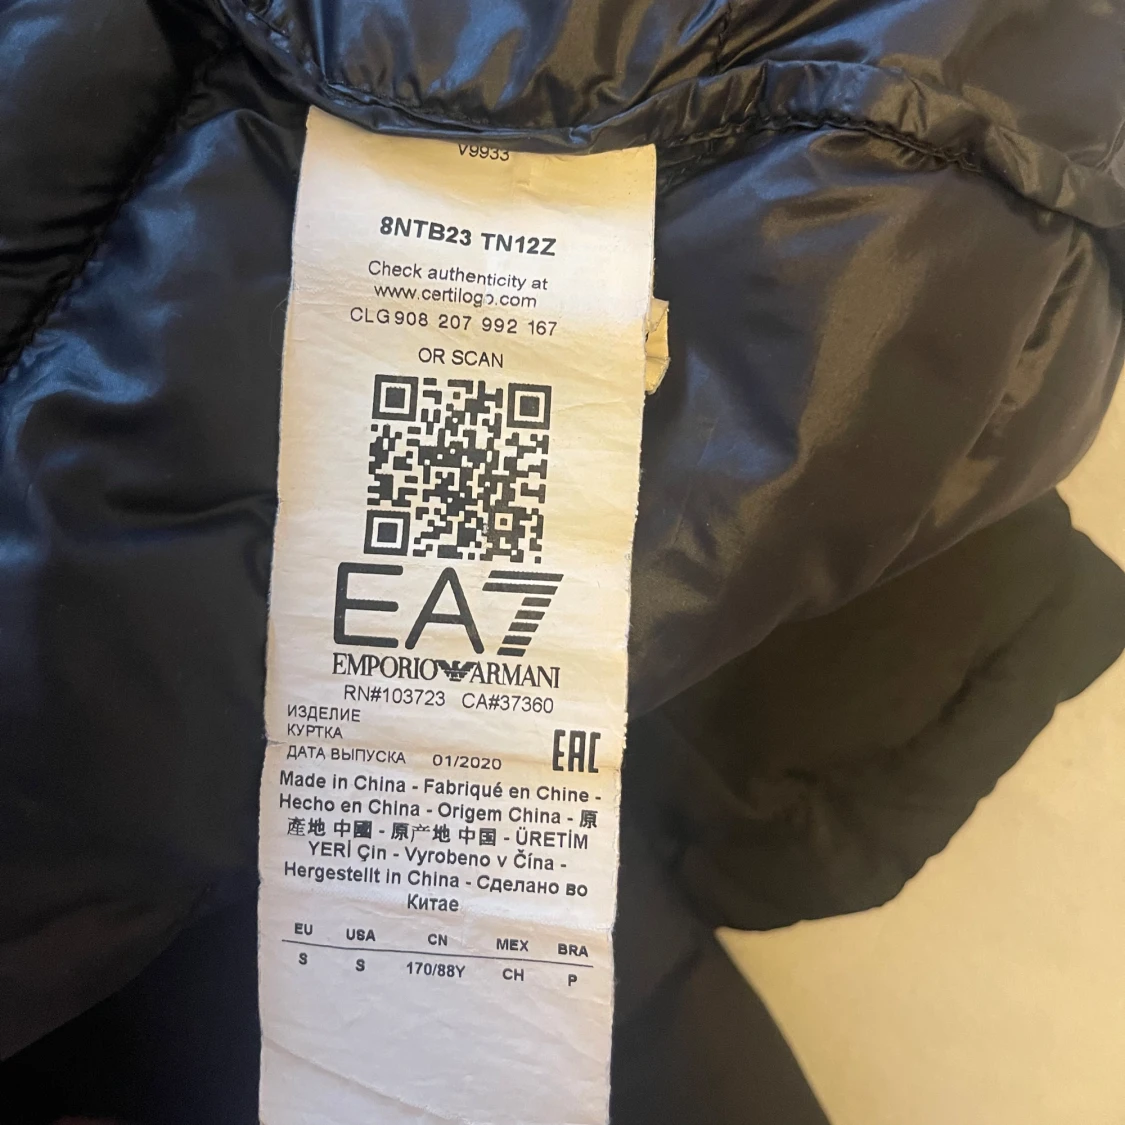 V9933
8NTB23 TN12Z
Check authenticity at
www.certilogo.com
CLG 908 207 992 167
OR SCAN
EA7
EMPORIO ARMANI
RN#103723 CA#37360
ИЗДЕЛИЕ
КУРТКА
EAC
ДАТА ВЫПУСКА 01/2020
Made in China - Fabriqué en Chine -
Hecho en China - Origem China - 原
產地 中國 - 原产地 中国 - ÜRETİM
YERİ Çin - Vyrobeno v Čína -
Hergestellt in China - Сделано во
Китае
EU USA CN MEX BRA
S S 170/88Y CH P